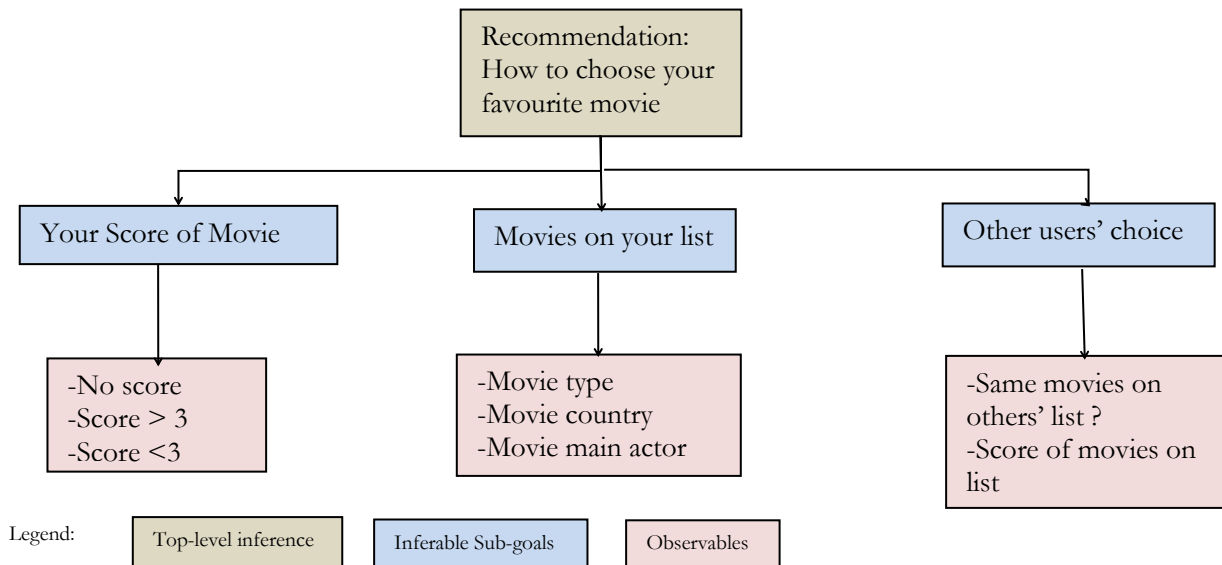 Recommendation:
How to choose your
favourite movie
Your Score of Movie
Movies on your list
Other users’ choice
-No score
-Score > 3
-Score <3
-Movie type
-Movie country
-Movie main actor
-Same movies on
others’ list ?
-Score of movies on
list
Legend:
Top-level inference
Inferable Sub-goals
Observables